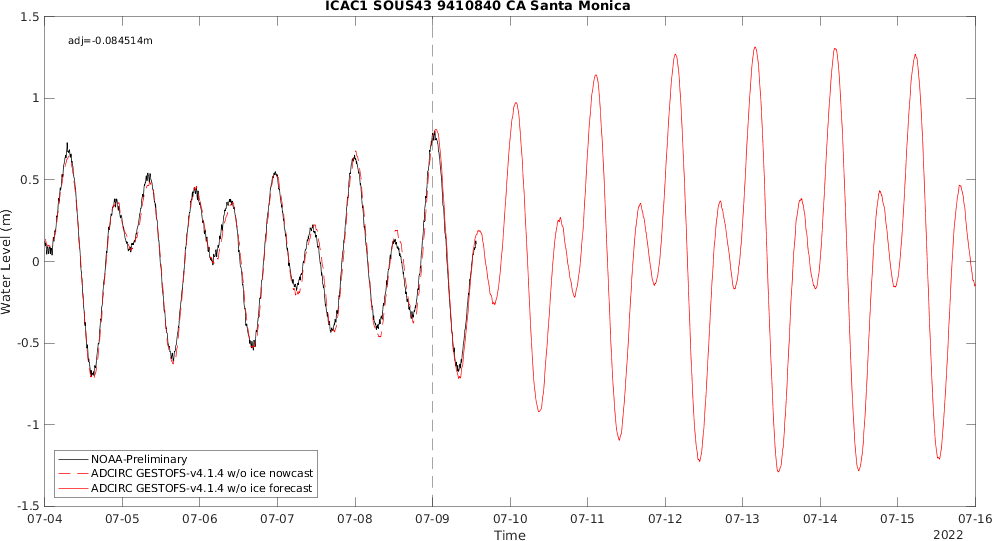 ICAC1 SOUS43 9410840 CA Santa Monica
adj=-0.084514m
1.5
1
0.5
0
-0.5
-1
-1.5
Water Level (m)
NOAA-Preliminary
ADCIRC GESTOFS-v4.1.4 w/o ice nowcast
ADCIRC GESTOFS-v4.1.4 w/o ice forecast
07-04 07-05 07-06 07-07 07-08 07-09 07-10 07-11 07-12 07-13 07-14 07-15 07-16
Time
2022